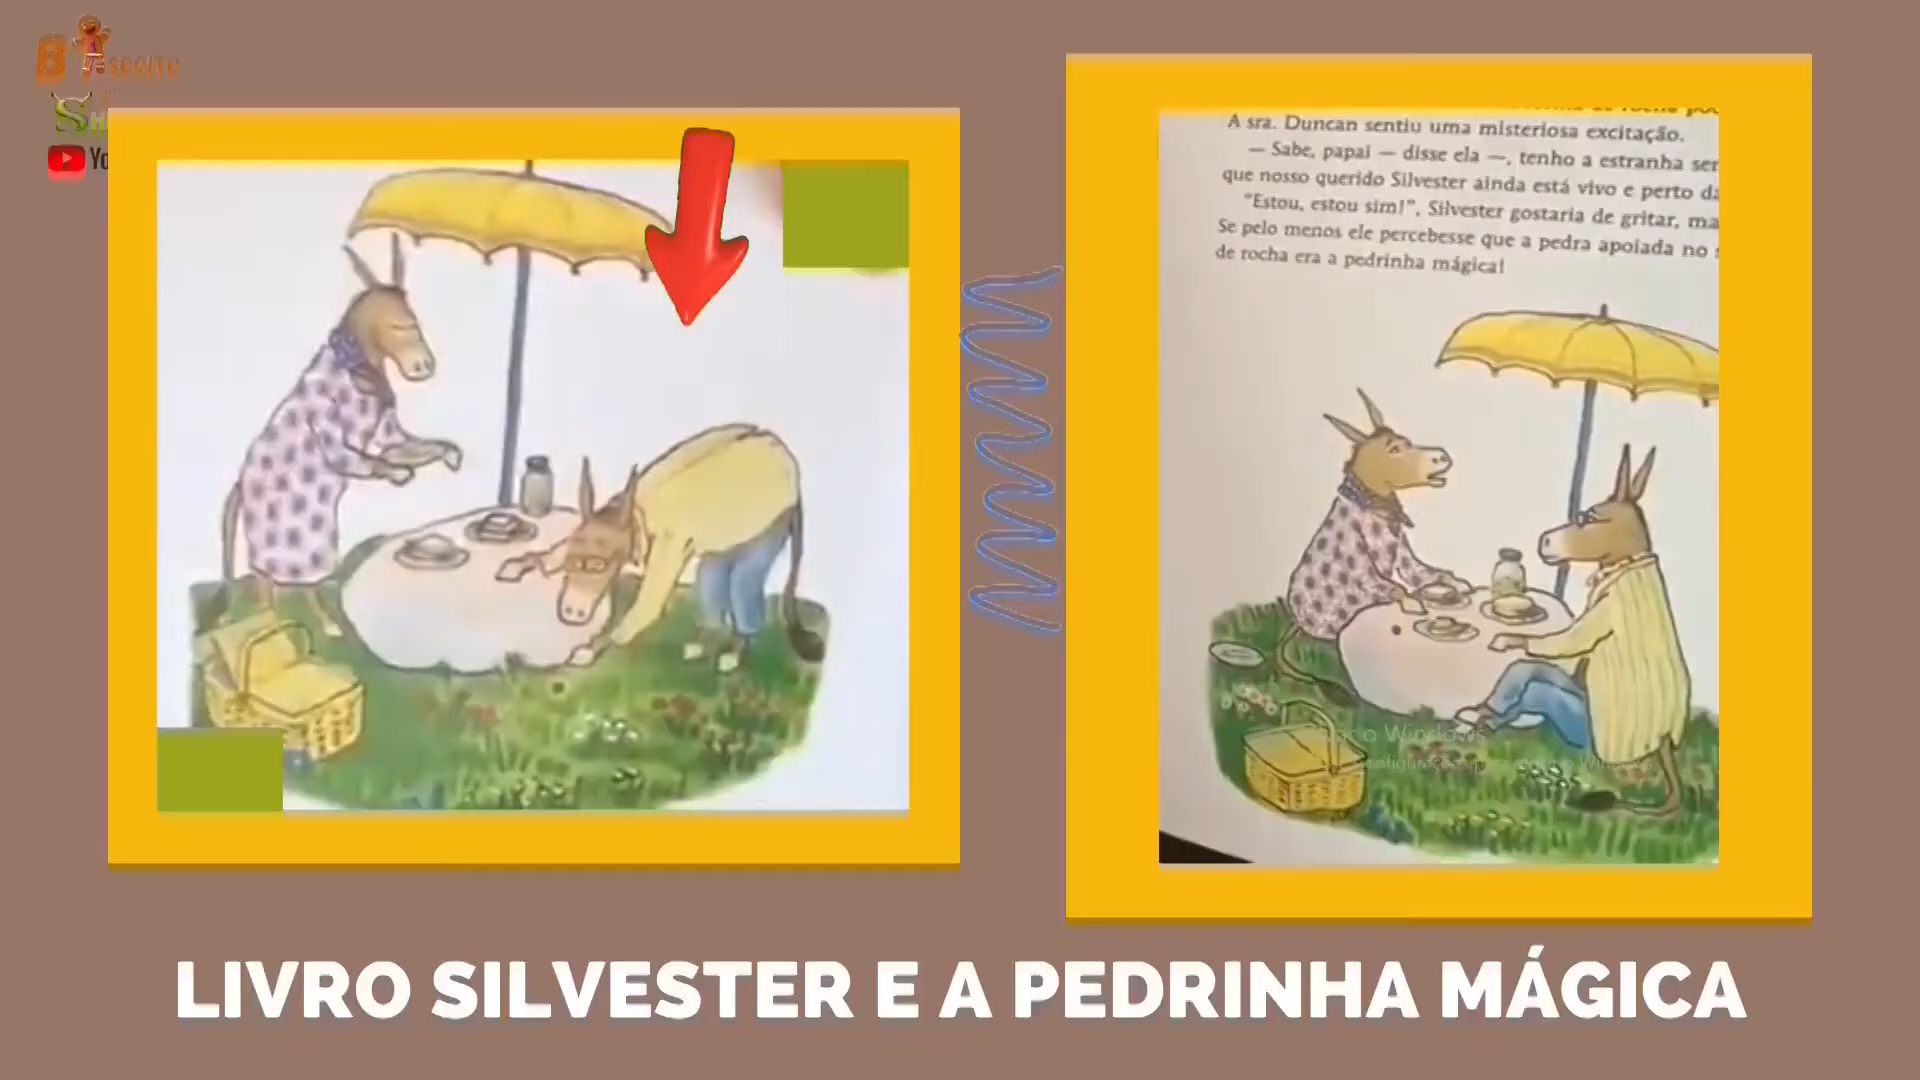 BISCOITO
A sra. Duncan sentiu uma misteriosa excitação.
— Sabe, papai — disse ela —, tenho a estranha
que nosso querido Silvester ainda está vivo e perto
"Estou, estou sim!", Silvester gostaria de gritar,
Se pelo menos ele percebesse que a pedra apoiada no
de rocha era a pedrinha mágica!
LIVRO SILVESTER E A PEDRINHA MÁGICA